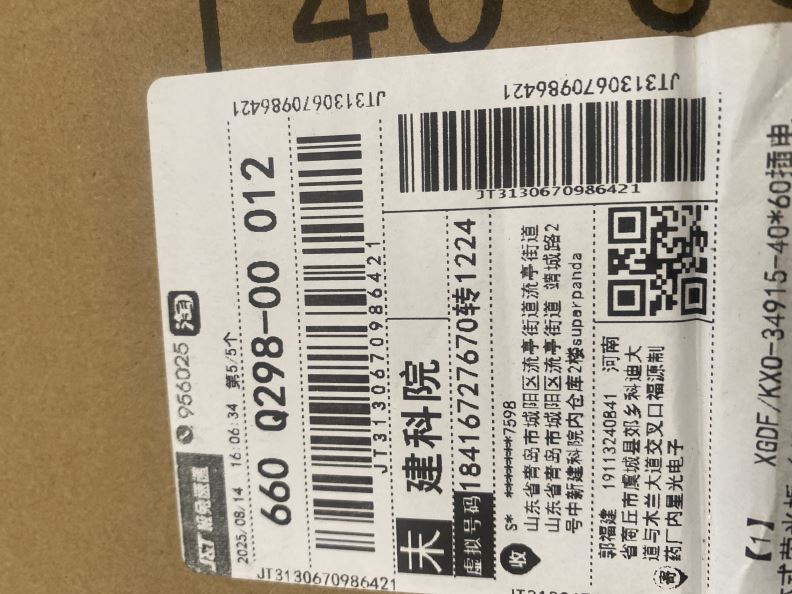 J&T 极兔速递
956025 淘
2025/08/14 16:06:34 第5/5个
660 Q298-00 012
JT3130670986421
JT3130670986421
JT3130670986421
JT3130670986421
JT3130670986421
末 建科院
虚拟号码 18416727670转1224
收 S* *******7598
山东省青岛市城阳区流亭街道流亭街道
山东省青岛市城阳区流亭街道 靖城路2
号中新建科院内仓库2楼superpanda
寄 郭福建 19113240841 河南
省商丘市虞城县郊乡科迪大
道与木兰大道交叉口福源制
药厂内星光电子
【1】 XGDF/KXO-34915-40*60插电